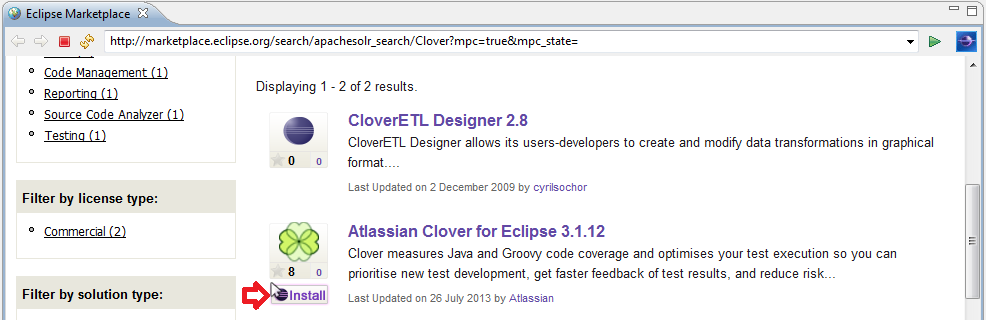 Eclipse Marketplace
http://marketplace.eclipse.org/search/apachesolr_search/Clover?mpc=true&mpc_state=
Code Management (1)
Reporting (1)
Source Code Analyzer (1)
Testing (1)
Filter by license type:
Commercial (2)
Filter by solution type:
Displaying 1 - 2 of 2 results.
CloverETL Designer 2.8
CloverETL Designer allows its users-developers to create and modify data transformations in graphical
format....
0 0
Last Updated on 2 December 2009 by cyrilsochor
Atlassian Clover for Eclipse 3.1.12
Clover measures Java and Groovy code coverage and optimises your test execution so you can
prioritise new test development, get faster feedback of test results, and reduce risk...
8 0
Install
Last Updated on 26 July 2013 by Atlassian